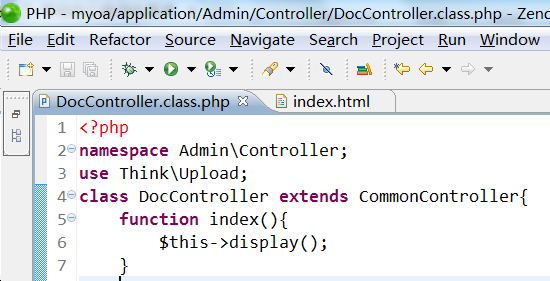 PHP - myoa/application/Admin/Controller/DocController.class.php - Zend
File Edit Refactor Source Navigate Search Project Run Window
DocController.class.php index.html
1 <?php
2 namespace Admin\Controller;
3 use Think\Upload;
4 class DocController extends CommonController{
5 function index(){
6 $this->display();
7 }